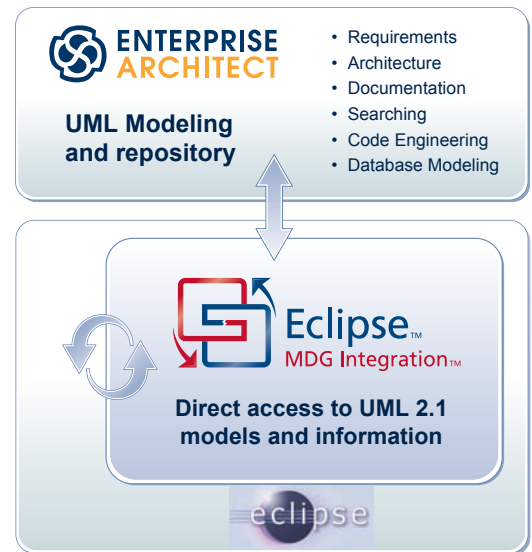 ENTERPRISE
ARCHITECT
UML Modeling
and repository
• Requirements
• Architecture
• Documentation
• Searching
• Code Engineering
• Database Modeling
Eclipse™
MDG Integration™
Direct access to UML 2.1
models and information
eclipse